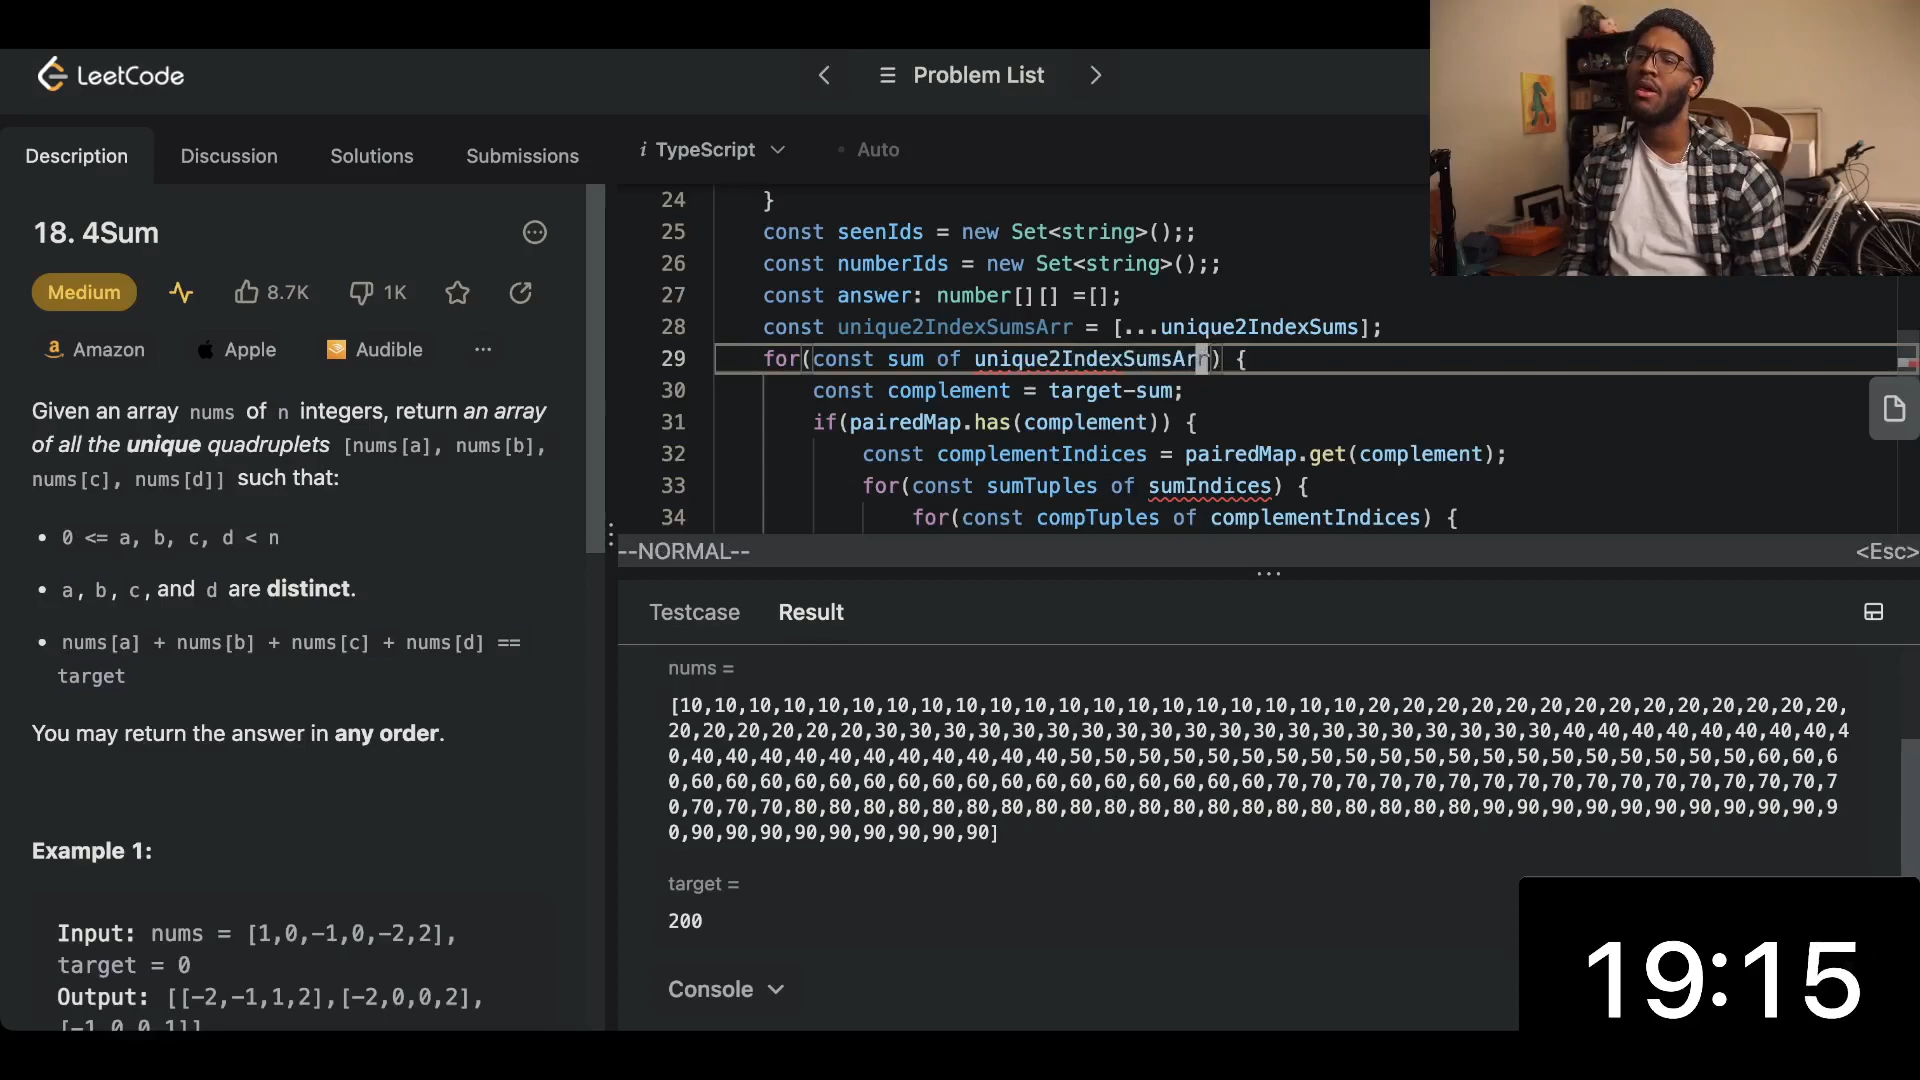 LeetCode
Problem List
Description
Discussion
Solutions
Submissions
i TypeScript
• Auto
18. 4Sum
Medium
8.7K
1K
Amazon
Apple
Audible
Given an array nums of n integers, return an array
of all the unique quadruplets [nums[a], nums[b],
nums[c], nums[d]] such that:
• 0 <= a, b, c, d < n
• a, b, c, and d are distinct.
• nums[a] + nums[b] + nums[c] + nums[d] ==
target
You may return the answer in any order.
Example 1:
Input: nums = [1,0,-1,0,-2,2],
target = 0
Output: [[-2,-1,1,2],[-2,0,0,2],
[-1,0,0,1]]
24 }
25 const seenIds = new Set<string>();;
26 const numberIds = new Set<string>();;
27 const answer: number[][] =[];
28 const unique2IndexSumsArr = [...unique2IndexSums];
29 for(const sum of unique2IndexSumsArr) {
30 const complement = target-sum;
31 if(pairedMap.has(complement)) {
32 const complementIndices = pairedMap.get(complement);
33 for(const sumTuples of sumIndices) {
34 for(const compTuples of complementIndices) {
--NORMAL--
<Esc>
Testcase
Result
nums =
[10,10,10,10,10,10,10,10,10,10,10,10,10,10,10,10,10,10,10,10,20,20,20,20,20,20,20,20,20,20,20,20,20,20,
20,20,20,20,20,20,30,30,30,30,30,30,30,30,30,30,30,30,30,30,30,30,30,30,30,30,40,40,40,40,40,40,40,40,4
0,40,40,40,40,40,40,40,40,40,40,40,50,50,50,50,50,50,50,50,50,50,50,50,50,50,50,50,50,50,50,50,60,60,6
0,60,60,60,60,60,60,60,60,60,60,60,60,60,60,60,60,60,70,70,70,70,70,70,70,70,70,70,70,70,70,70,70,70,7
0,70,70,70,80,80,80,80,80,80,80,80,80,80,80,80,80,80,80,80,80,80,80,80,90,90,90,90,90,90,90,90,90,90,9
0,90,90,90,90,90,90,90,90,90]
target =
200
Console
19:15